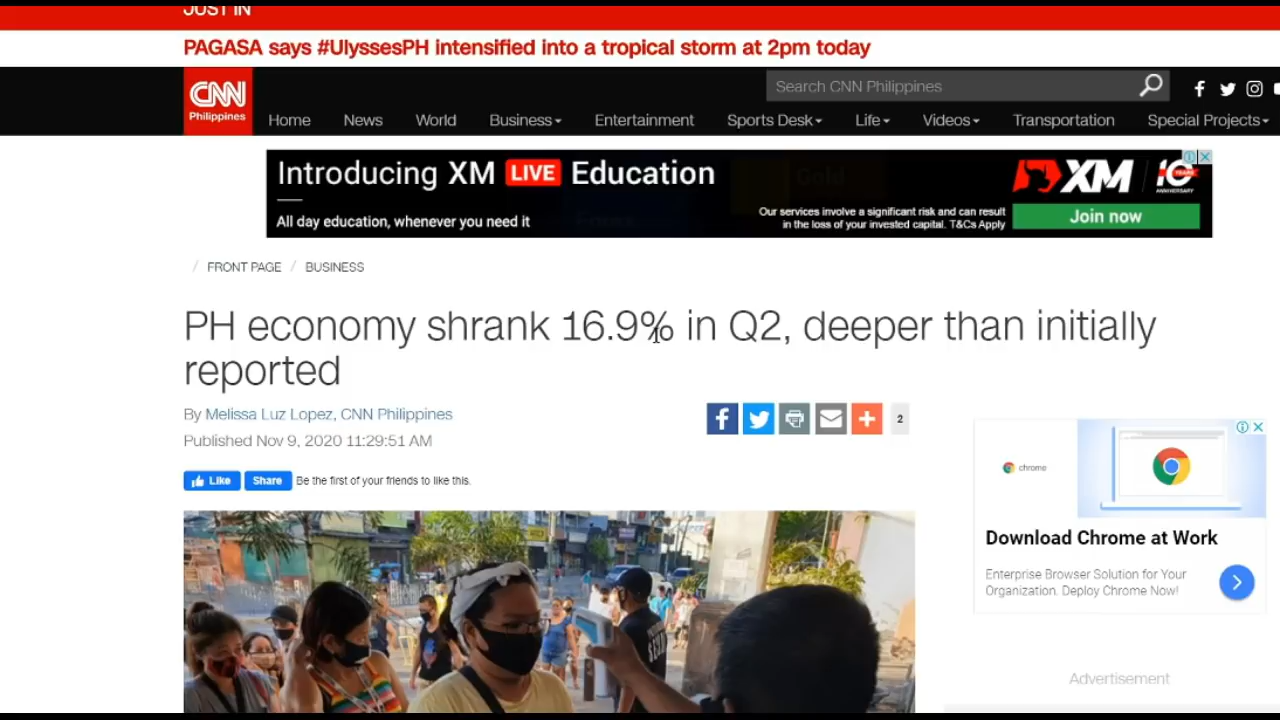 JUST IN
PAGASA says #UlyssesPH intensified into a tropical storm at 2pm today
CNN
Philippines
Search CNN Philippines
Home News World Business Entertainment Sports Desk Life Videos Transportation Special Projects
Introducing XM LIVE Education
All day education, whenever you need it
Our services involve a significant risk and can result
in the loss of your invested capital. T&Cs Apply
XM
10
YEARS
ANNIVERSARY
Join now
/ FRONT PAGE / BUSINESS
PH economy shrank 16.9% in Q2, deeper than initially
reported
By Melissa Luz Lopez, CNN Philippines
Published Nov 9, 2020 11:29:51 AM
2
Like Share Be the first of your friends to like this.
chrome
Download Chrome at Work
Enterprise Browser Solution for Your
Organization. Deploy Chrome Now!
Advertisement